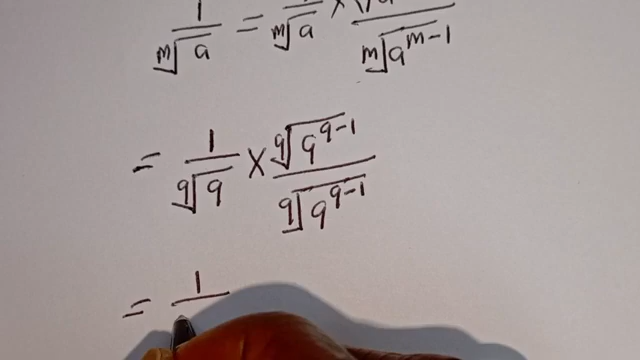 1/ᵐ√a = 1/ᵐ√a × ᵐ√a^(m-1)/ᵐ√a^(m-1)
= 1/⁹√9 × ⁹√9^(9-1)/⁹√9^(9-1)
= 1